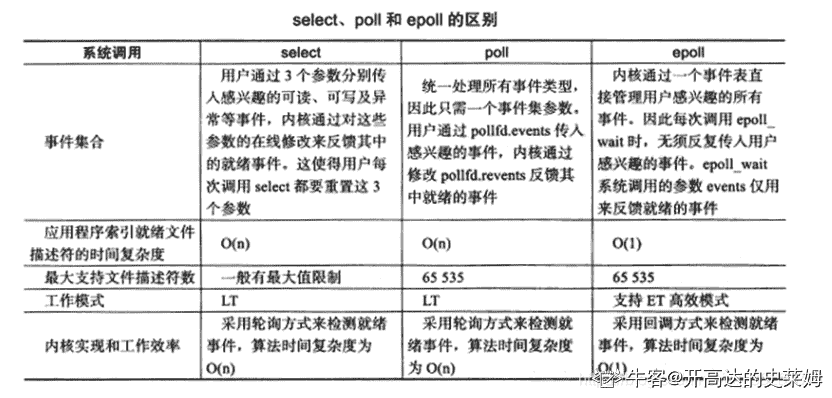 select、poll 和 epoll 的区别
系统调用 select poll epoll
事件集合
用户通过 3 个参数分别传
入感兴趣的可读、可写及异
常等事件，内核通过对这些
参数的在线修改来反馈其中
的就绪事件。这使得用户每
次调用 select 都要重置这 3
个参数
统一处理所有事件类型，
因此只需一个事件集参数。
用户通过 pollfd.events 传入
感兴趣的事件，内核通过
修改 pollfd.revents 反馈其
中就绪的事件
内核通过一个事件表直
接管理用户感兴趣的所有
事件。因此每次调用 epoll_
wait 时，无须反复传入用户
感兴趣的事件。epoll_wait
系统调用的参数 events 仅用
来反馈就绪的事件
应用程序索引就绪文件
描述符的时间复杂度
O(n) O(n) O(1)
最大支持文件描述符数 一般有最大值限制 65 535 65 535
工作模式 LT LT 支持 ET 高效模式
内核实现和工作效率
采用轮询方式来检测就绪
事件，算法时间复杂度为
O(n)
采用轮询方式来检测就
绪事件，算法时间复杂度
为 O(n)
采用回调方式来检测就绪
事件，算法时间复杂度为
O(1)
牛客@开高达的史莱姆